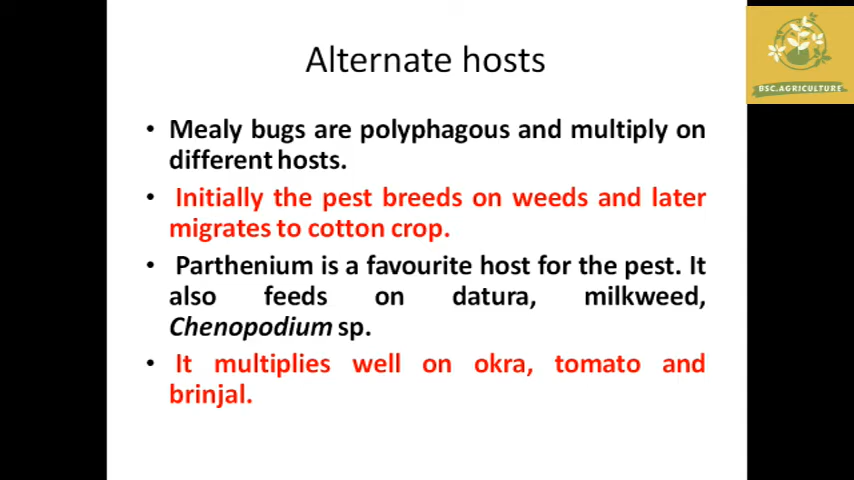 Alternate hosts
BSC.AGRICULTURE
• Mealy bugs are polyphagous and multiply on
different hosts.
• Initially the pest breeds on weeds and later
migrates to cotton crop.
• Parthenium is a favourite host for the pest. It
also feeds on datura, milkweed,
Chenopodium sp.
• It multiplies well on okra, tomato and
brinjal.